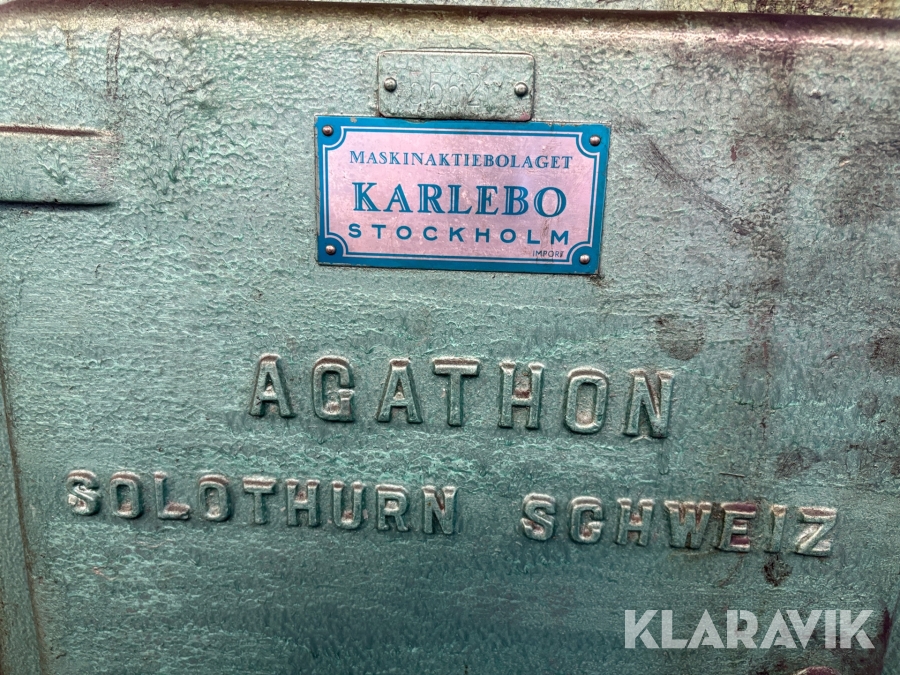 MASKINAKTIEBOLAGET
KARLEBO
STOCKHOLM
IMPORT
AGATHON
SOLOTHURN SCHWEIZ
KLARAVIK